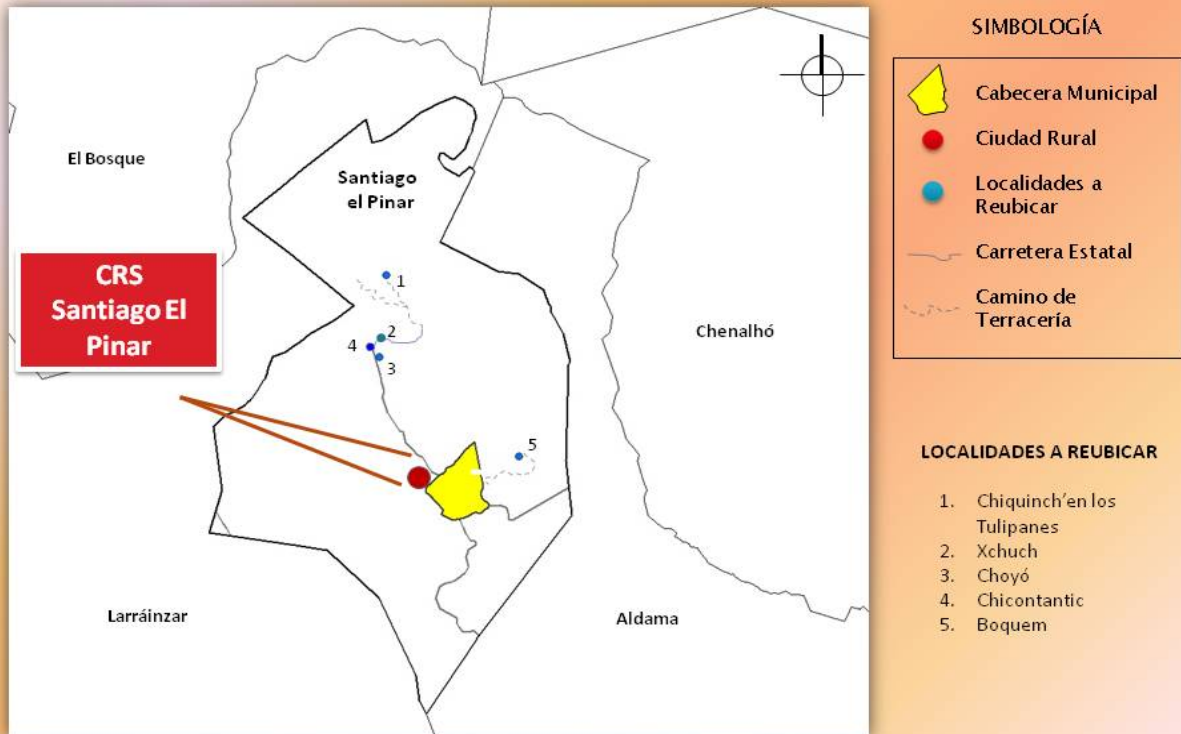 El Bosque
Santiago
el Pinar
CRS
Santiago El
Pinar
1
2
4
3
Chenalhó
5
Larráinzar
Aldama
SIMBOLOGÍA
Cabecera Municipal
Ciudad Rural
Localidades a
Reubicar
Carretera Estatal
Camino de
Terracería
LOCALIDADES A REUBICAR
1. Chiquinch’en los
Tulipanes
2. Xchuch
3. Choyó
4. Chicontantic
5. Boquem